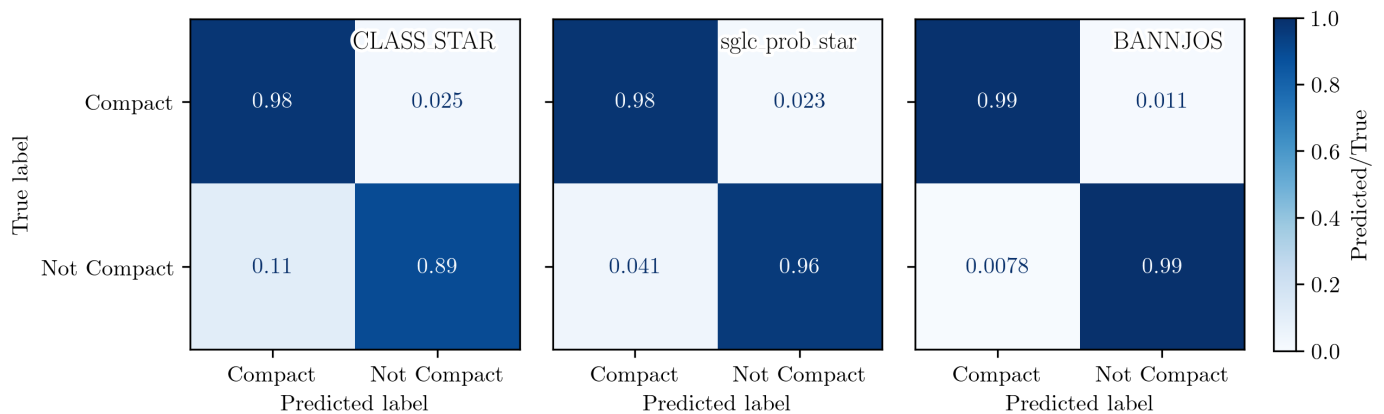 CLASS STAR
sglc prob star
BANNJOS
1.0
Compact
0.98
0.025
0.98
0.023
0.99
0.011
0.8
0.6
True label
Predicted/True
0.4
Not Compact
0.11
0.89
0.041
0.96
0.0078
0.99
0.2
0.0
Compact
Not Compact
Compact
Not Compact
Compact
Not Compact
Predicted label
Predicted label
Predicted label